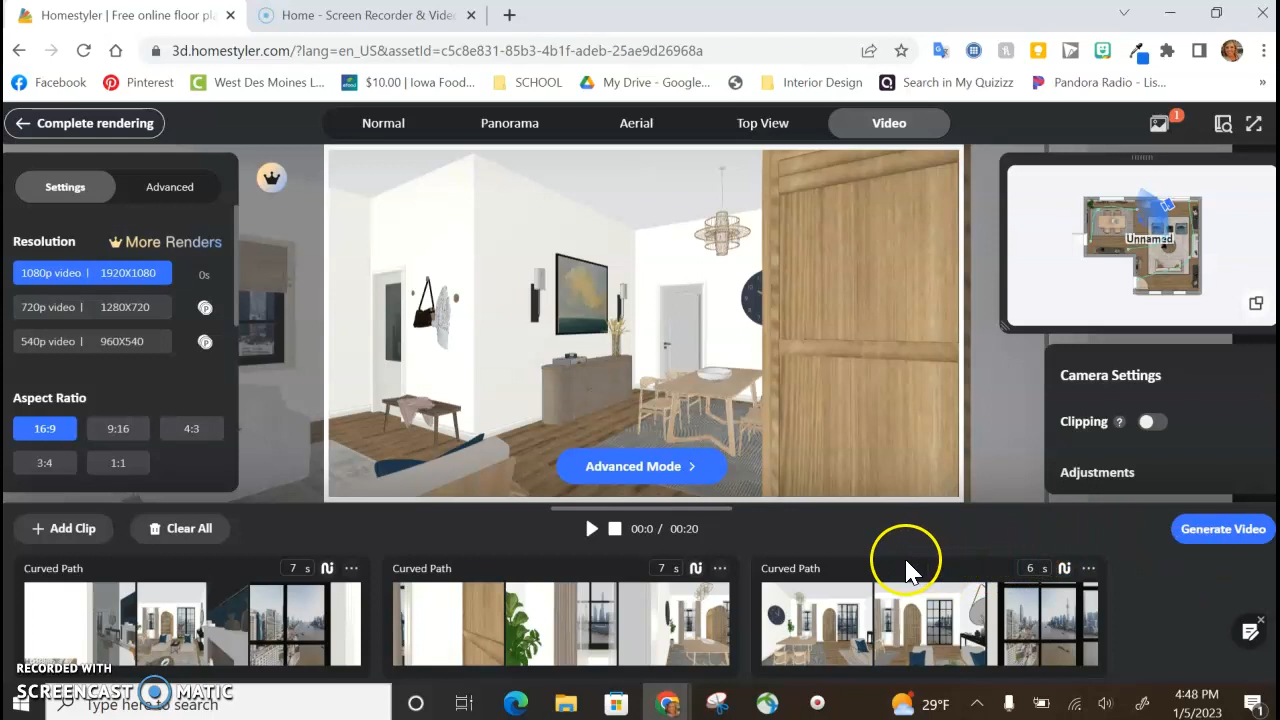 Homestyler | Free online floor pla
Home - Screen Recorder & Vide
3d.homestyler.com/?lang=en_US&assetId=c5c8e831-85b3-4b1f-adeb-25ae9d26968a
Facebook
Pinterest
West Des Moines L...
$10.00 | Iowa Food...
SCHOOL
My Drive - Google...
Interior Design
Search in My Quizizz
Pandora Radio - Lis...
»
Complete rendering
Normal
Panorama
Aerial
Top View
Video
1
Settings
Advanced
Resolution
More Renders
1080p video | 1920X1080
0s
720p video | 1280X720
540p video | 960X540
Aspect Ratio
16:9
9:16
4:3
3:4
1:1
Unnamed
Camera Settings
Clipping ?
Adjustments
Advanced Mode >
+ Add Clip
Clear All
00:0 / 00:20
Generate Video
Curved Path
7 s
...
Curved Path
7 s
...
Curved Path
6 s
...
RECORDED WITH
SCREENCAST MATIC
Type here to search
29°F
4:48 PM
1/5/2023
1